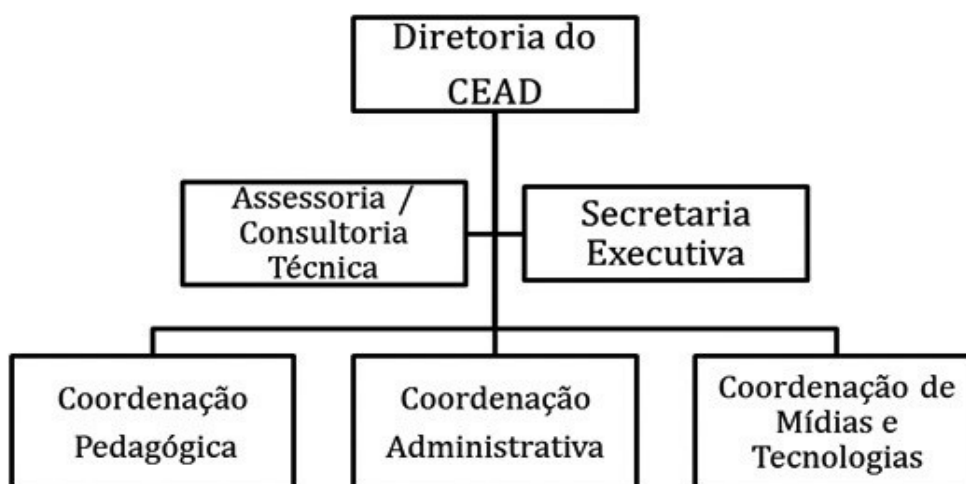 Diretoria do
CEAD
Assessoria /
Consultoria
Técnica
Secretaria
Executiva
Coordenação
Pedagógica
Coordenação
Administrativa
Coordenação de
Mídias e
Tecnologias